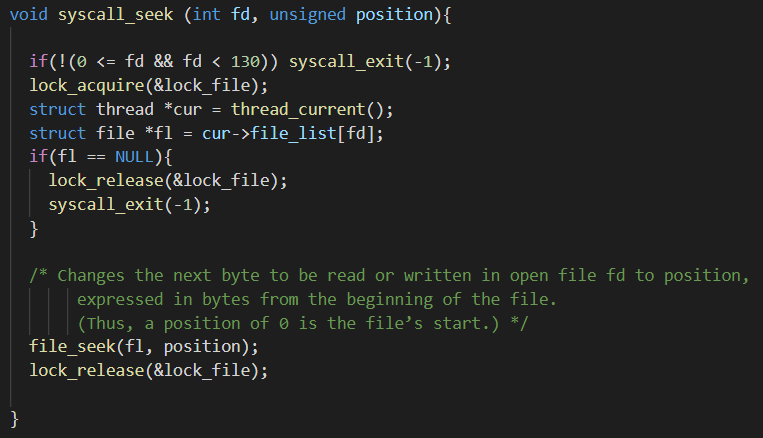 void syscall_seek (int fd, unsigned position){
if(!(0 <= fd && fd < 130)) syscall_exit(-1);
lock_acquire(&lock_file);
struct thread *cur = thread_current();
struct file *fl = cur->file_list[fd];
if(fl == NULL){
lock_release(&lock_file);
syscall_exit(-1);
}
/* Changes the next byte to be read or written in open file fd to position,
expressed in bytes from the beginning of the file.
(Thus, a position of 0 is the file’s start.) */
file_seek(fl, position);
lock_release(&lock_file);
}